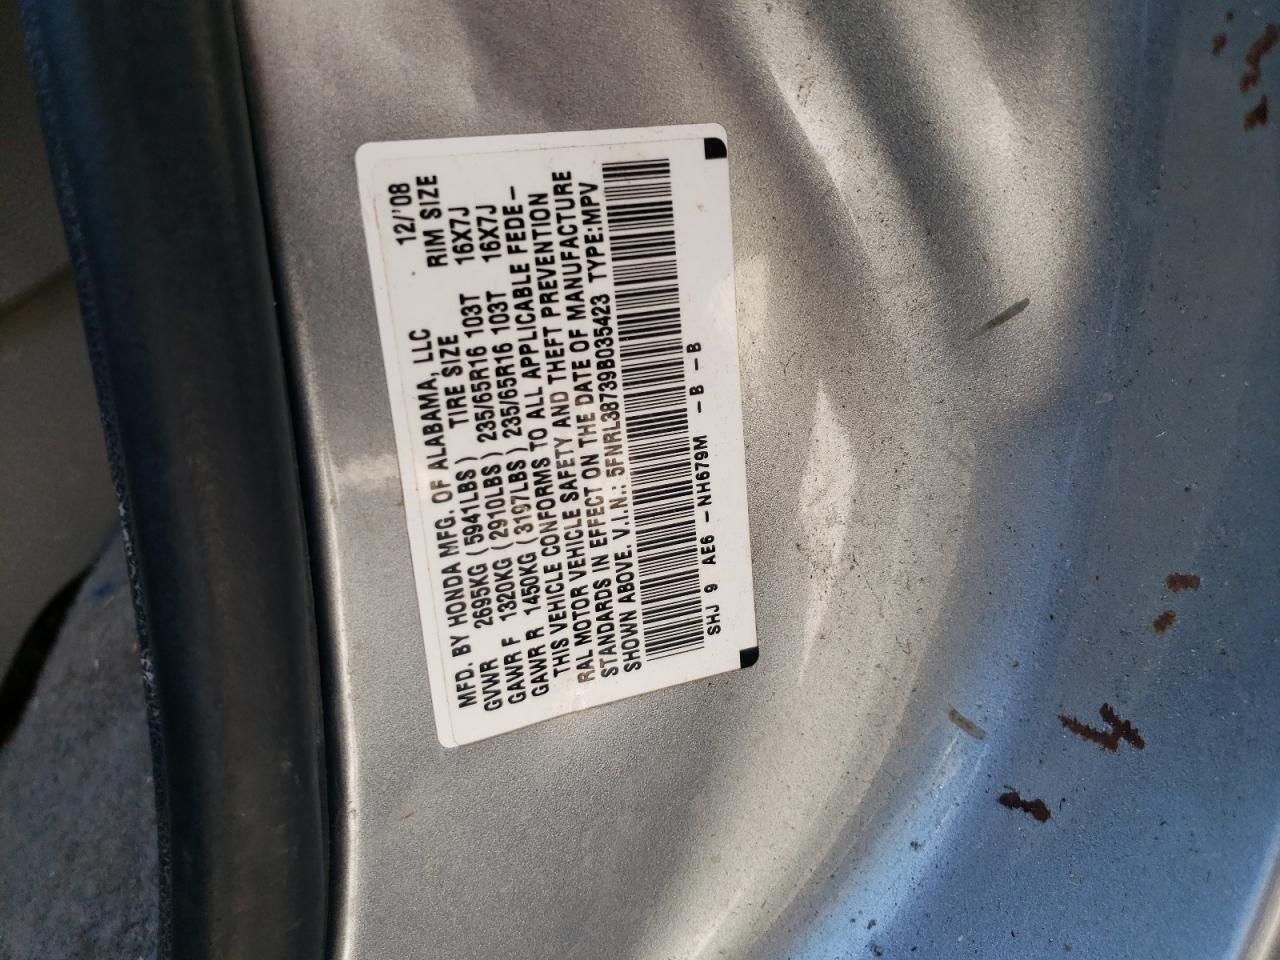 MFD. BY HONDA MFG. OF ALABAMA, LLC 12/'08
GVWR 2695KG (5941LBS) TIRE SIZE RIM SIZE
GAWR F 1320KG (2910LBS) 235/65R16 103T 16X7J
GAWR R 1450KG (3197LBS) 235/65R16 103T 16X7J
THIS VEHICLE CONFORMS TO ALL APPLICABLE FEDE-
RAL MOTOR VEHICLE SAFETY AND THEFT PREVENTION
STANDARDS IN EFFECT ON THE DATE OF MANUFACTURE
SHOWN ABOVE. V.I.N.: 5FNRL38739B035423 TYPE:MPV
SHJ 9 AE6 -NH679M -B -B